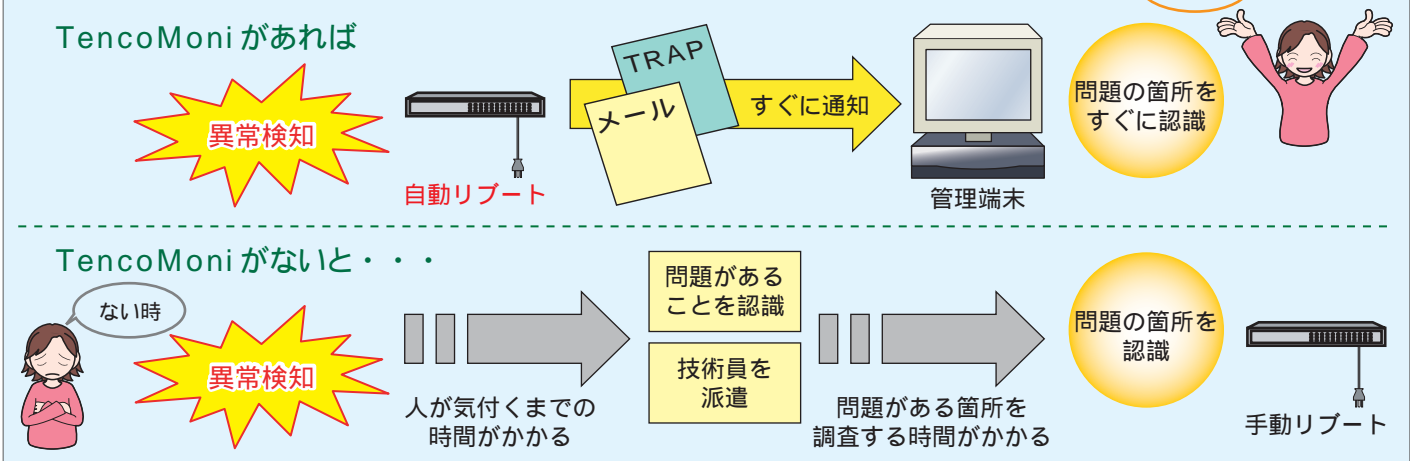 TencoMoniがあれば
異常検知
自動リブート
TRAP
メール
すぐに通知
管理端末
問題の箇所を
すぐに認識
TencoMoniがないと・・・
ない時
異常検知
人が気付くまでの
時間がかかる
問題がある
ことを認識
技術員を
派遣
問題がある箇所を
調査する時間がかかる
問題の箇所を
認識
手動リブート